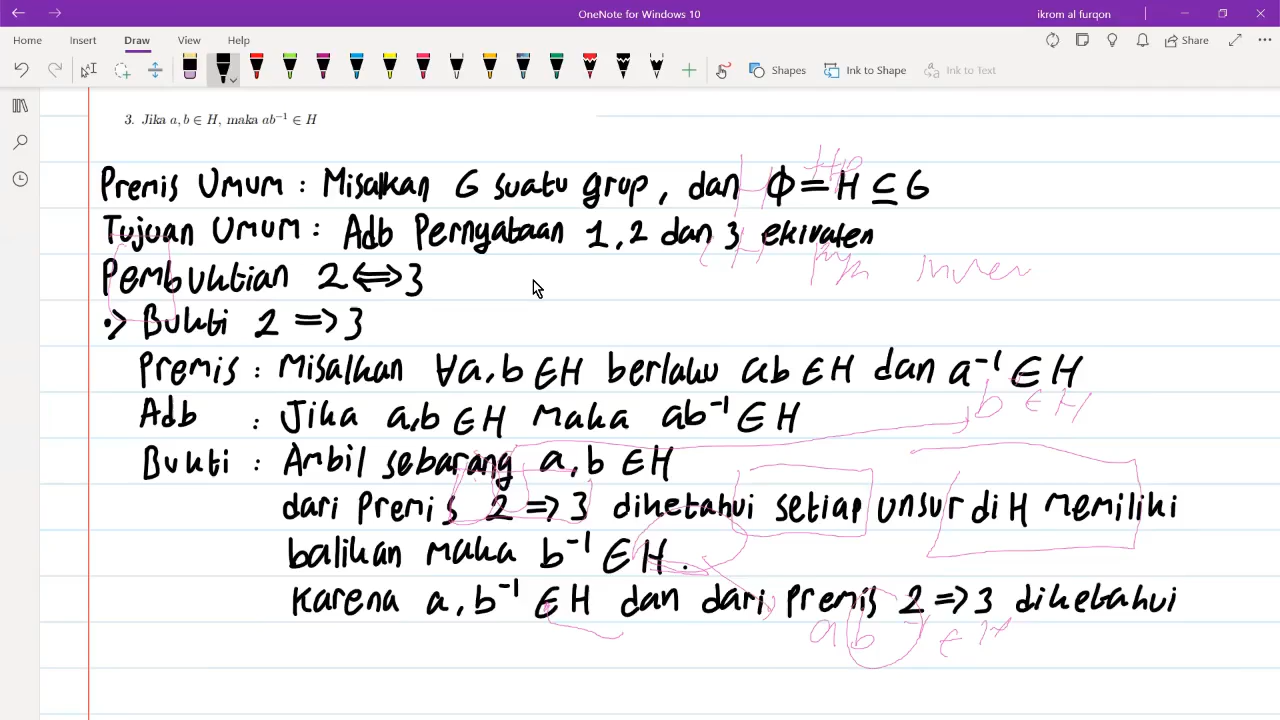 OneNote for Windows 10
ikrom al furqon
Home Insert Draw View Help
Share
Shapes Ink to Shape Ink to Text
3. Jika a, b ∈ H, maka ab⁻¹ ∈ H
Premis Umum : Misalkan G suatu grup, dan ϕ = H ⊆ G
Tujuan Umum : Adb Pernyataan 1, 2 dan 3 ekivalen
Pembuktian 2 <=> 3
•> Bukti 2 => 3
Premis : Misalkan ∀a, b ∈ H berlaku ab ∈ H dan a⁻¹ ∈ H
b ∈ H
Adb : Jika a, b ∈ H Maka ab⁻¹ ∈ H
Bukti : Ambil sebarang a, b ∈ H
dari Premis 2 => 3 diketahui setiap unsur di H memiliki
balikan maka b⁻¹ ∈ H.
Karena a, b⁻¹ ∈ H dan dari Premis 2 => 3 diketahui
ab⁻¹ ∈ H